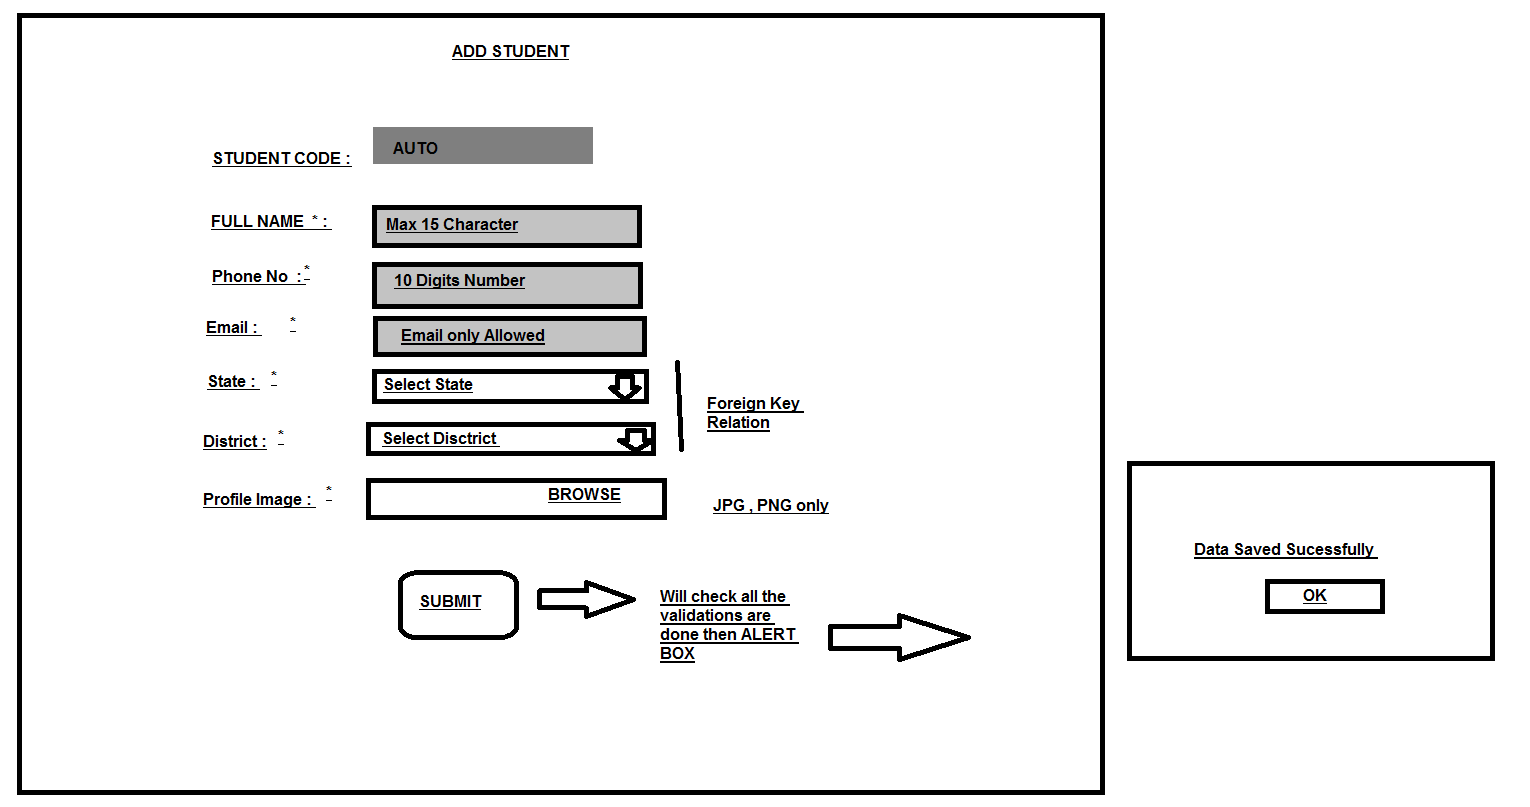 ADD STUDENT
STUDENT CODE :
AUTO
FULL NAME * :
Max 15 Character
Phone No :*
10 Digits Number
Email : *
Email only Allowed
State : *
Select State
Foreign Key
Relation
District : *
Select Disctrict
Profile Image : *
BROWSE
JPG , PNG only
SUBMIT
Will check all the
validations are
done then ALERT
BOX
Data Saved Sucessfully
OK